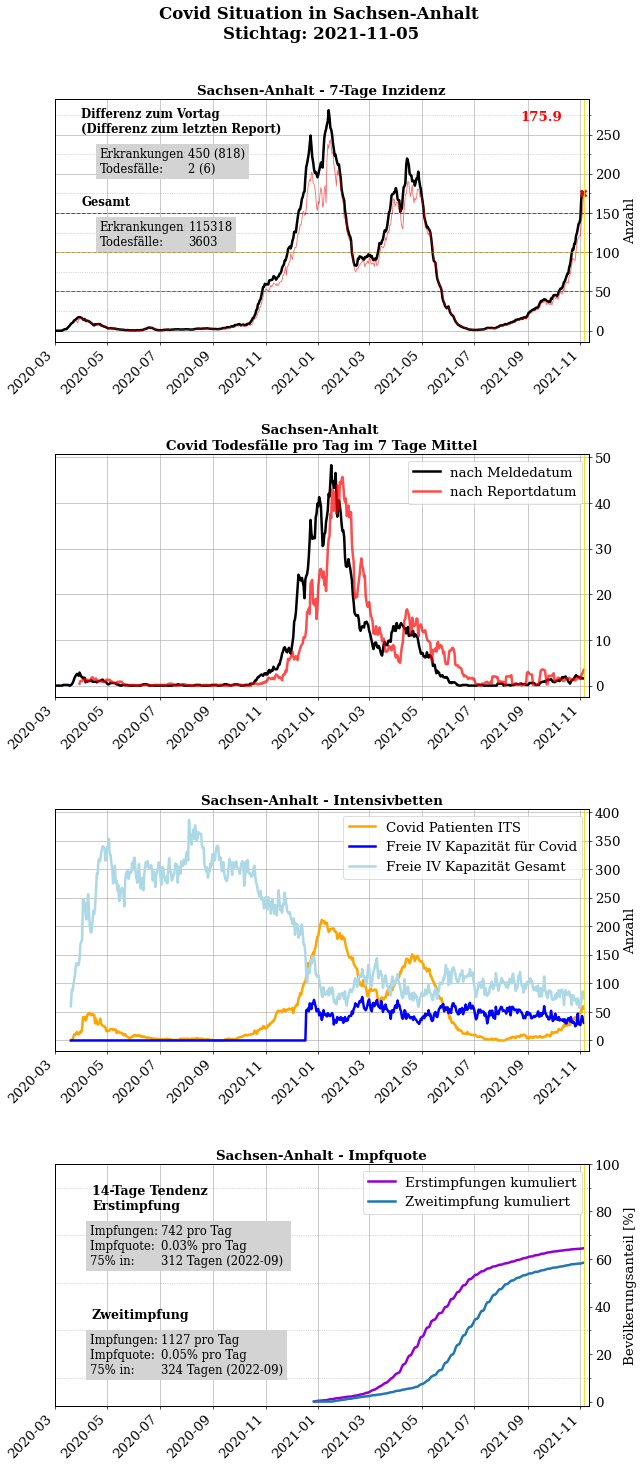 Covid Situation in Sachsen-Anhalt
Stichtag: 2021-11-05
Sachsen-Anhalt - 7-Tage Inzidenz
Differenz zum Vortag
(Differenz zum letzten Report)
Erkrankungen 450 (818)
Todesfälle: 2 (6)
Gesamt
Erkrankungen 115318
Todesfälle: 3603
175.9
250
200
150
100
50
0
Anzahl
2020-03
2020-05
2020-07
2020-09
2020-11
2021-01
2021-03
2021-05
2021-07
2021-09
2021-11
Sachsen-Anhalt
Covid Todesfälle pro Tag im 7 Tage Mittel
nach Meldedatum
nach Reportdatum
50
40
30
20
10
0
2020-03
2020-05
2020-07
2020-09
2020-11
2021-01
2021-03
2021-05
2021-07
2021-09
2021-11
Sachsen-Anhalt - Intensivbetten
Covid Patienten ITS
Freie IV Kapazität für Covid
Freie IV Kapazität Gesamt
400
350
300
250
200
150
100
50
0
Anzahl
2020-03
2020-05
2020-07
2020-09
2020-11
2021-01
2021-03
2021-05
2021-07
2021-09
2021-11
Sachsen-Anhalt - Impfquote
14-Tage Tendenz
Erstimpfung
Impfungen: 742 pro Tag
Impfquote: 0.03% pro Tag
75% in: 312 Tagen (2022-09)
Zweitimpfung
Impfungen: 1127 pro Tag
Impfquote: 0.05% pro Tag
75% in: 324 Tagen (2022-09)
Erstimpfungen kumuliert
Zweitimpfung kumuliert
100
80
60
40
20
0
Bevölkerungsanteil [%]
2020-03
2020-05
2020-07
2020-09
2020-11
2021-01
2021-03
2021-05
2021-07
2021-09
2021-11